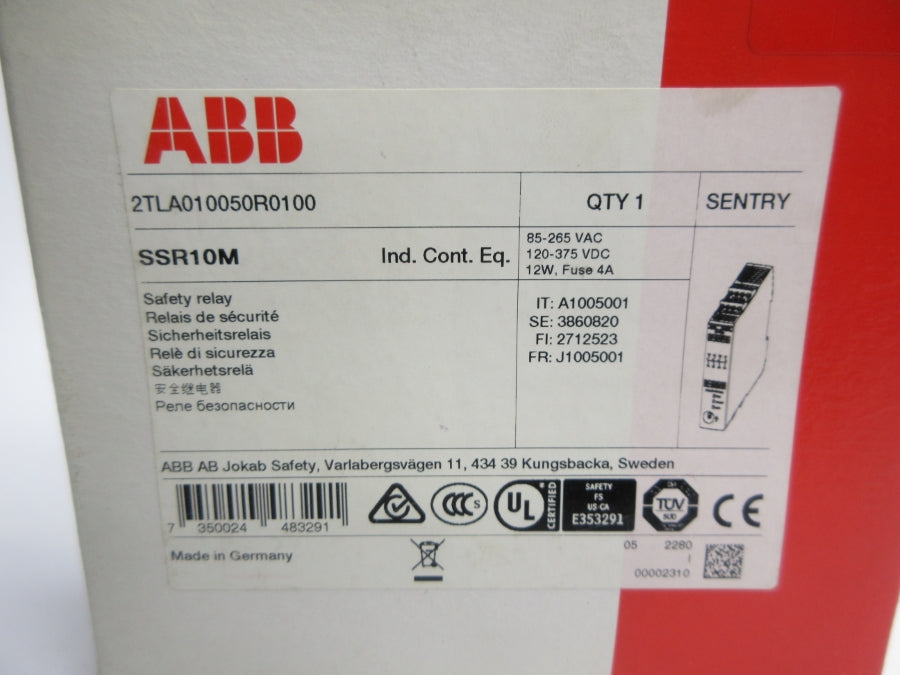 ABB
2TLA010050R0100 QTY 1 SENTRY
SSR10M Ind. Cont. Eq.
85-265 VAC
120-375 VDC
12W, Fuse 4A
Safety relay
Relais de sécurité
Sicherheitsrelais
Relè di sicurezza
Säkerhetsrelä
安全继电器
Реле безопасности
IT: A1005001
SE: 3860820
FI: 2712523
FR: J1005001
ABB AB Jokab Safety, Varlabergsvägen 11, 434 39 Kungsbacka, Sweden
7 350024 483291
CCC S
UL CERTIFIED
SAFETY
FS
US-CA
E353291
TÜV
SÜD
CE
Made in Germany
05 2280
I
00002310